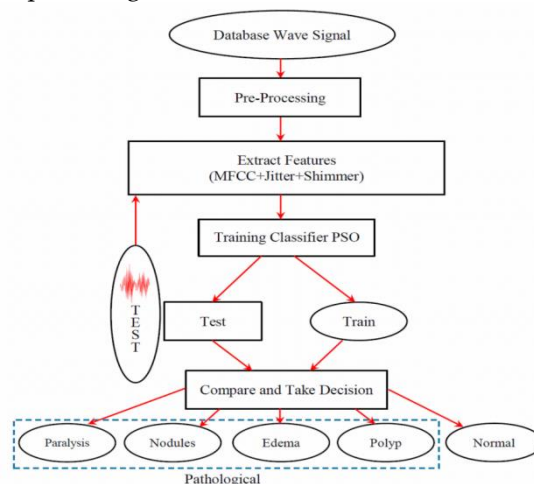 Database Wave Signal
Pre-Processing
Extract Features
(MFCC+Jitter+Shimmer)
Training Classifier PSO
T
E
S
T
Test
Train
Compare and Take Decision
Paralysis
Nodules
Edema
Polyp
Normal
Pathological